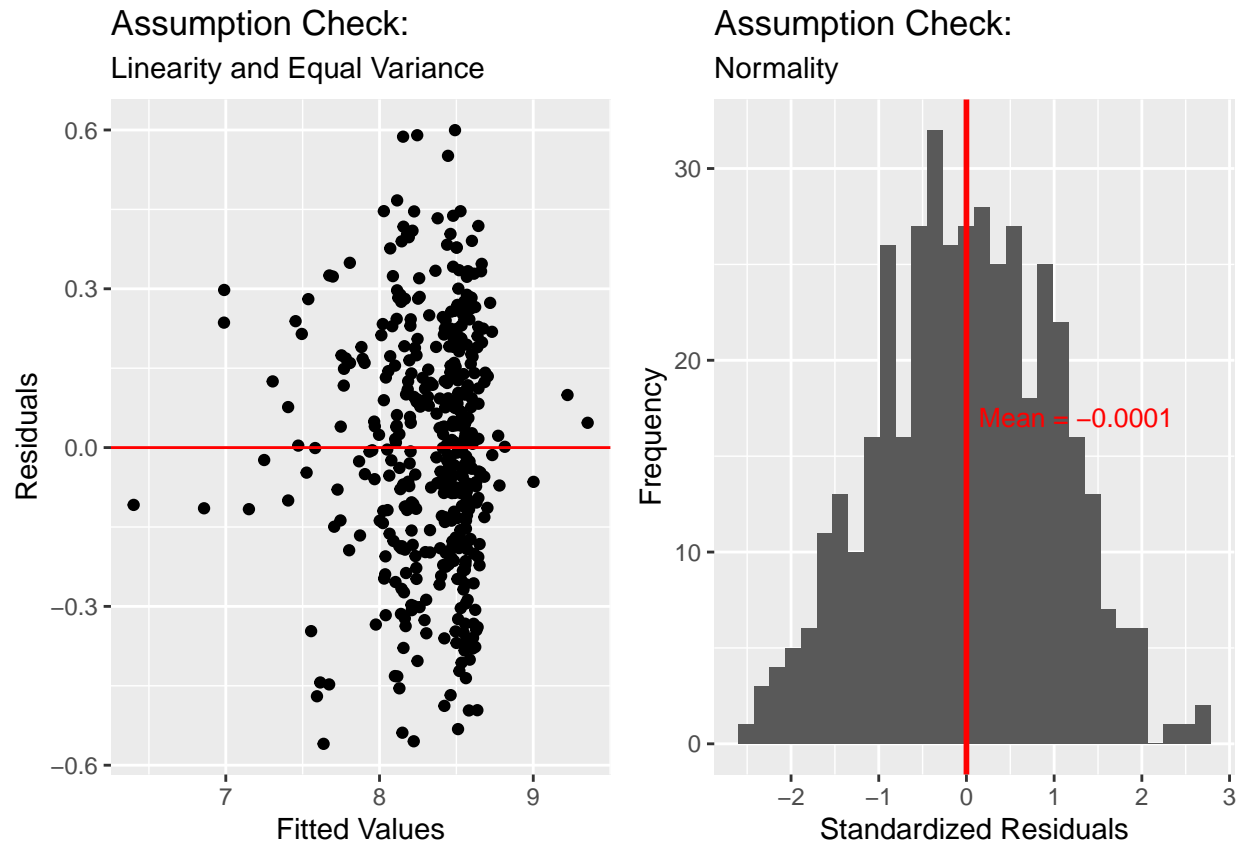 Assumption Check:
Linearity and Equal Variance
0.6
0.3
0.0
−0.3
−0.6
Residuals
7
8
9
Fitted Values
Assumption Check:
Normality
30
20
10
0
Frequency
Mean = −0.0001
−2
−1
0
1
2
3
Standardized Residuals